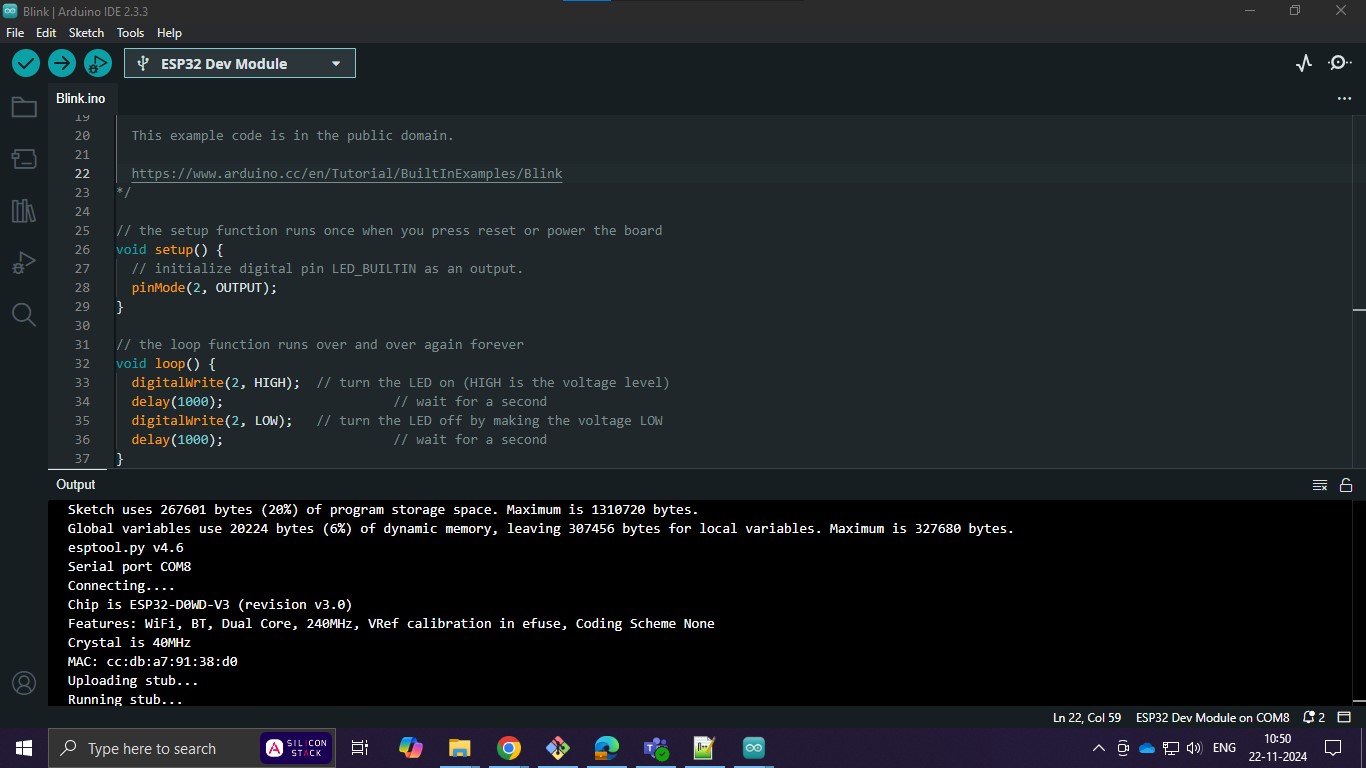 Blink | Arduino IDE 2.3.3
File Edit Sketch Tools Help
ESP32 Dev Module
Blink.ino
19
20 This example code is in the public domain.
21
22 https://www.arduino.cc/en/Tutorial/BuiltInExamples/Blink
23 */
24
25 // the setup function runs once when you press reset or power the board
26 void setup() {
27 // initialize digital pin LED_BUILTIN as an output.
28 pinMode(2, OUTPUT);
29 }
30
31 // the loop function runs over and over again forever
32 void loop() {
33 digitalWrite(2, HIGH); // turn the LED on (HIGH is the voltage level)
34 delay(1000); // wait for a second
35 digitalWrite(2, LOW); // turn the LED off by making the voltage LOW
36 delay(1000); // wait for a second
37 }
Output
Sketch uses 267601 bytes (20%) of program storage space. Maximum is 1310720 bytes.
Global variables use 20224 bytes (6%) of dynamic memory, leaving 307456 bytes for local variables. Maximum is 327680 bytes.
esptool.py v4.6
Serial port COM8
Connecting....
Chip is ESP32-D0WD-V3 (revision v3.0)
Features: WiFi, BT, Dual Core, 240MHz, VRef calibration in efuse, Coding Scheme None
Crystal is 40MHz
MAC: cc:db:a7:91:38:d0
Uploading stub...
Running stub...
Ln 22, Col 59 ESP32 Dev Module on COM8 2
Type here to search
SILICON
STACK
ENG
10:50
22-11-2024